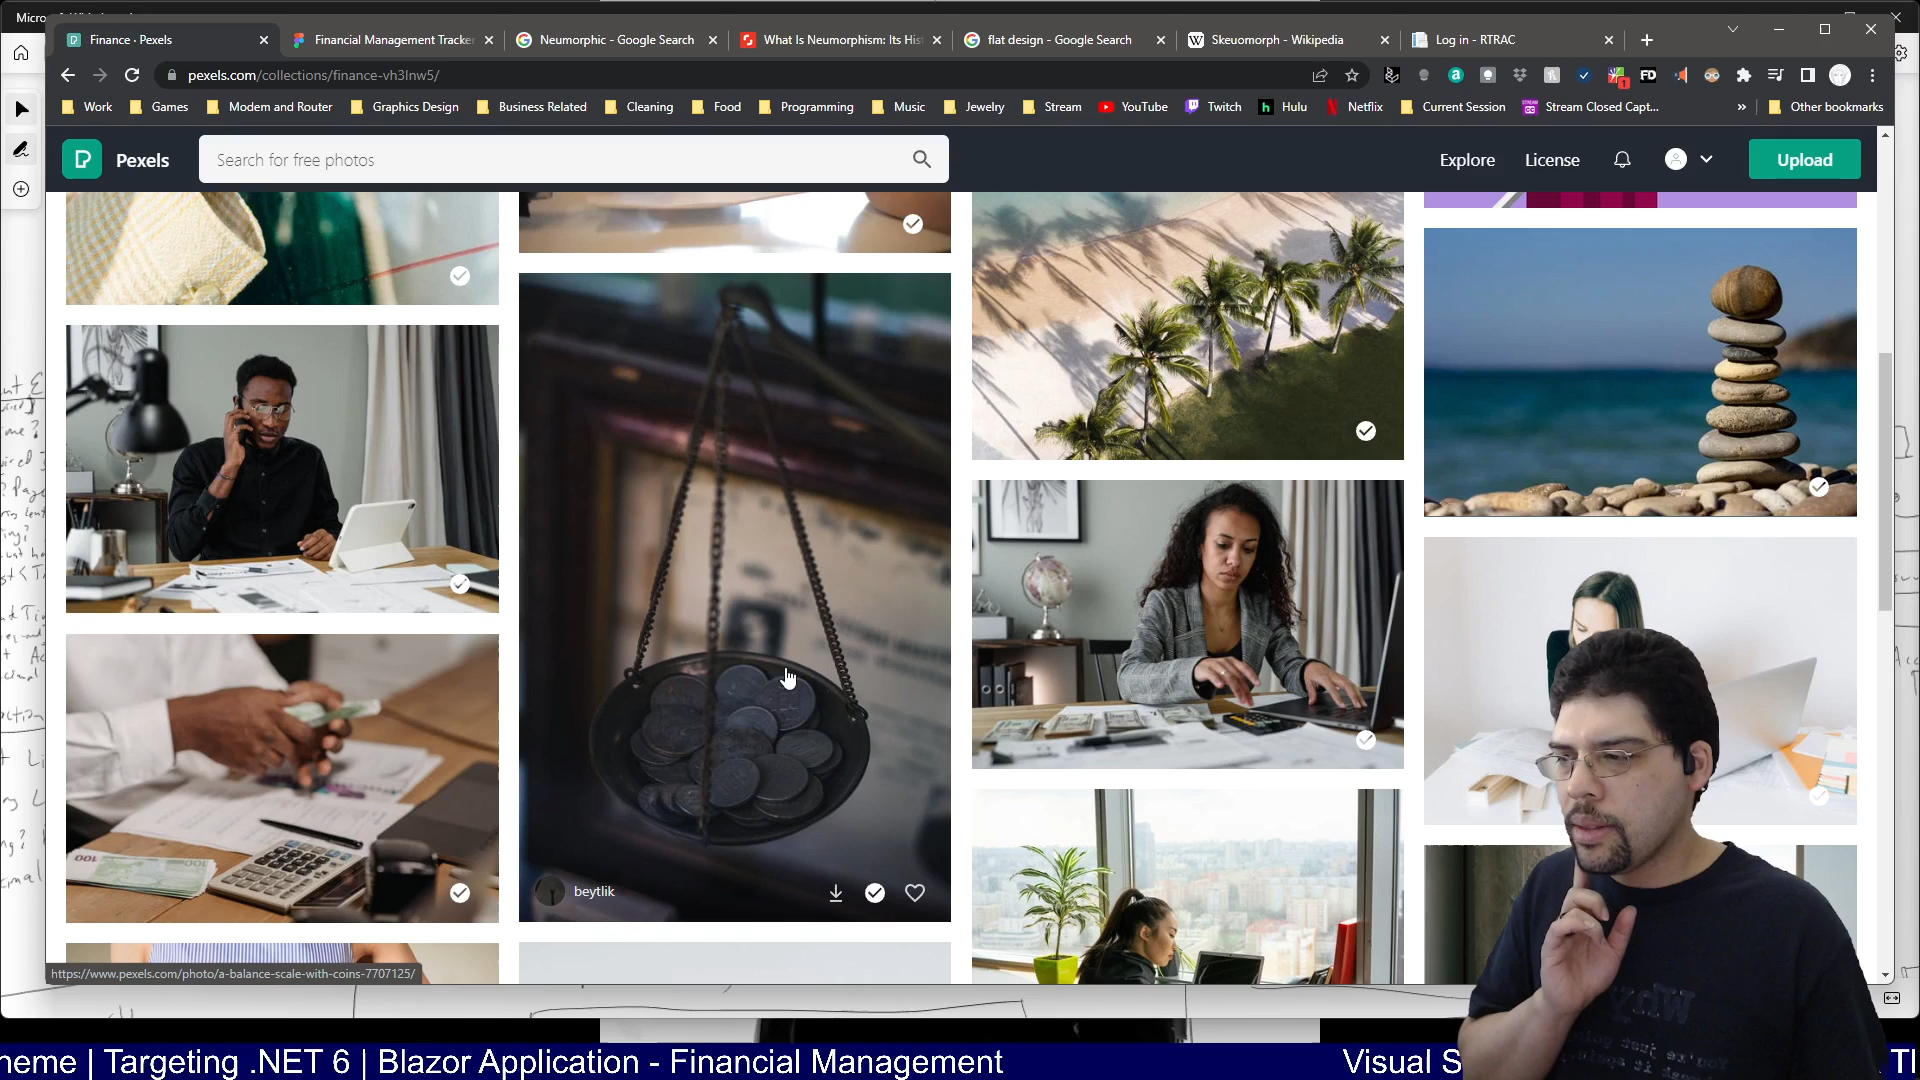 Finance · Pexels
Financial Management Tracke
Neumorphic - Google Search
What Is Neumorphism: Its His
flat design - Google Search
Skeuomorph - Wikipedia
Log in - RTRAC
pexels.com/collections/finance-vh3lnw5/
Work
Games
Modem and Router
Graphics Design
Business Related
Cleaning
Food
Programming
Music
Jewelry
Stream
YouTube
Twitch
Hulu
Netflix
Current Session
Stream Closed Capt...
Other bookmarks
Pexels
Search for free photos
Explore
License
Upload
beytlik
https://www.pexels.com/photo/a-balance-scale-with-coins-7707125/
heme | Targeting .NET 6 | Blazor Application - Financial Management
Visual S